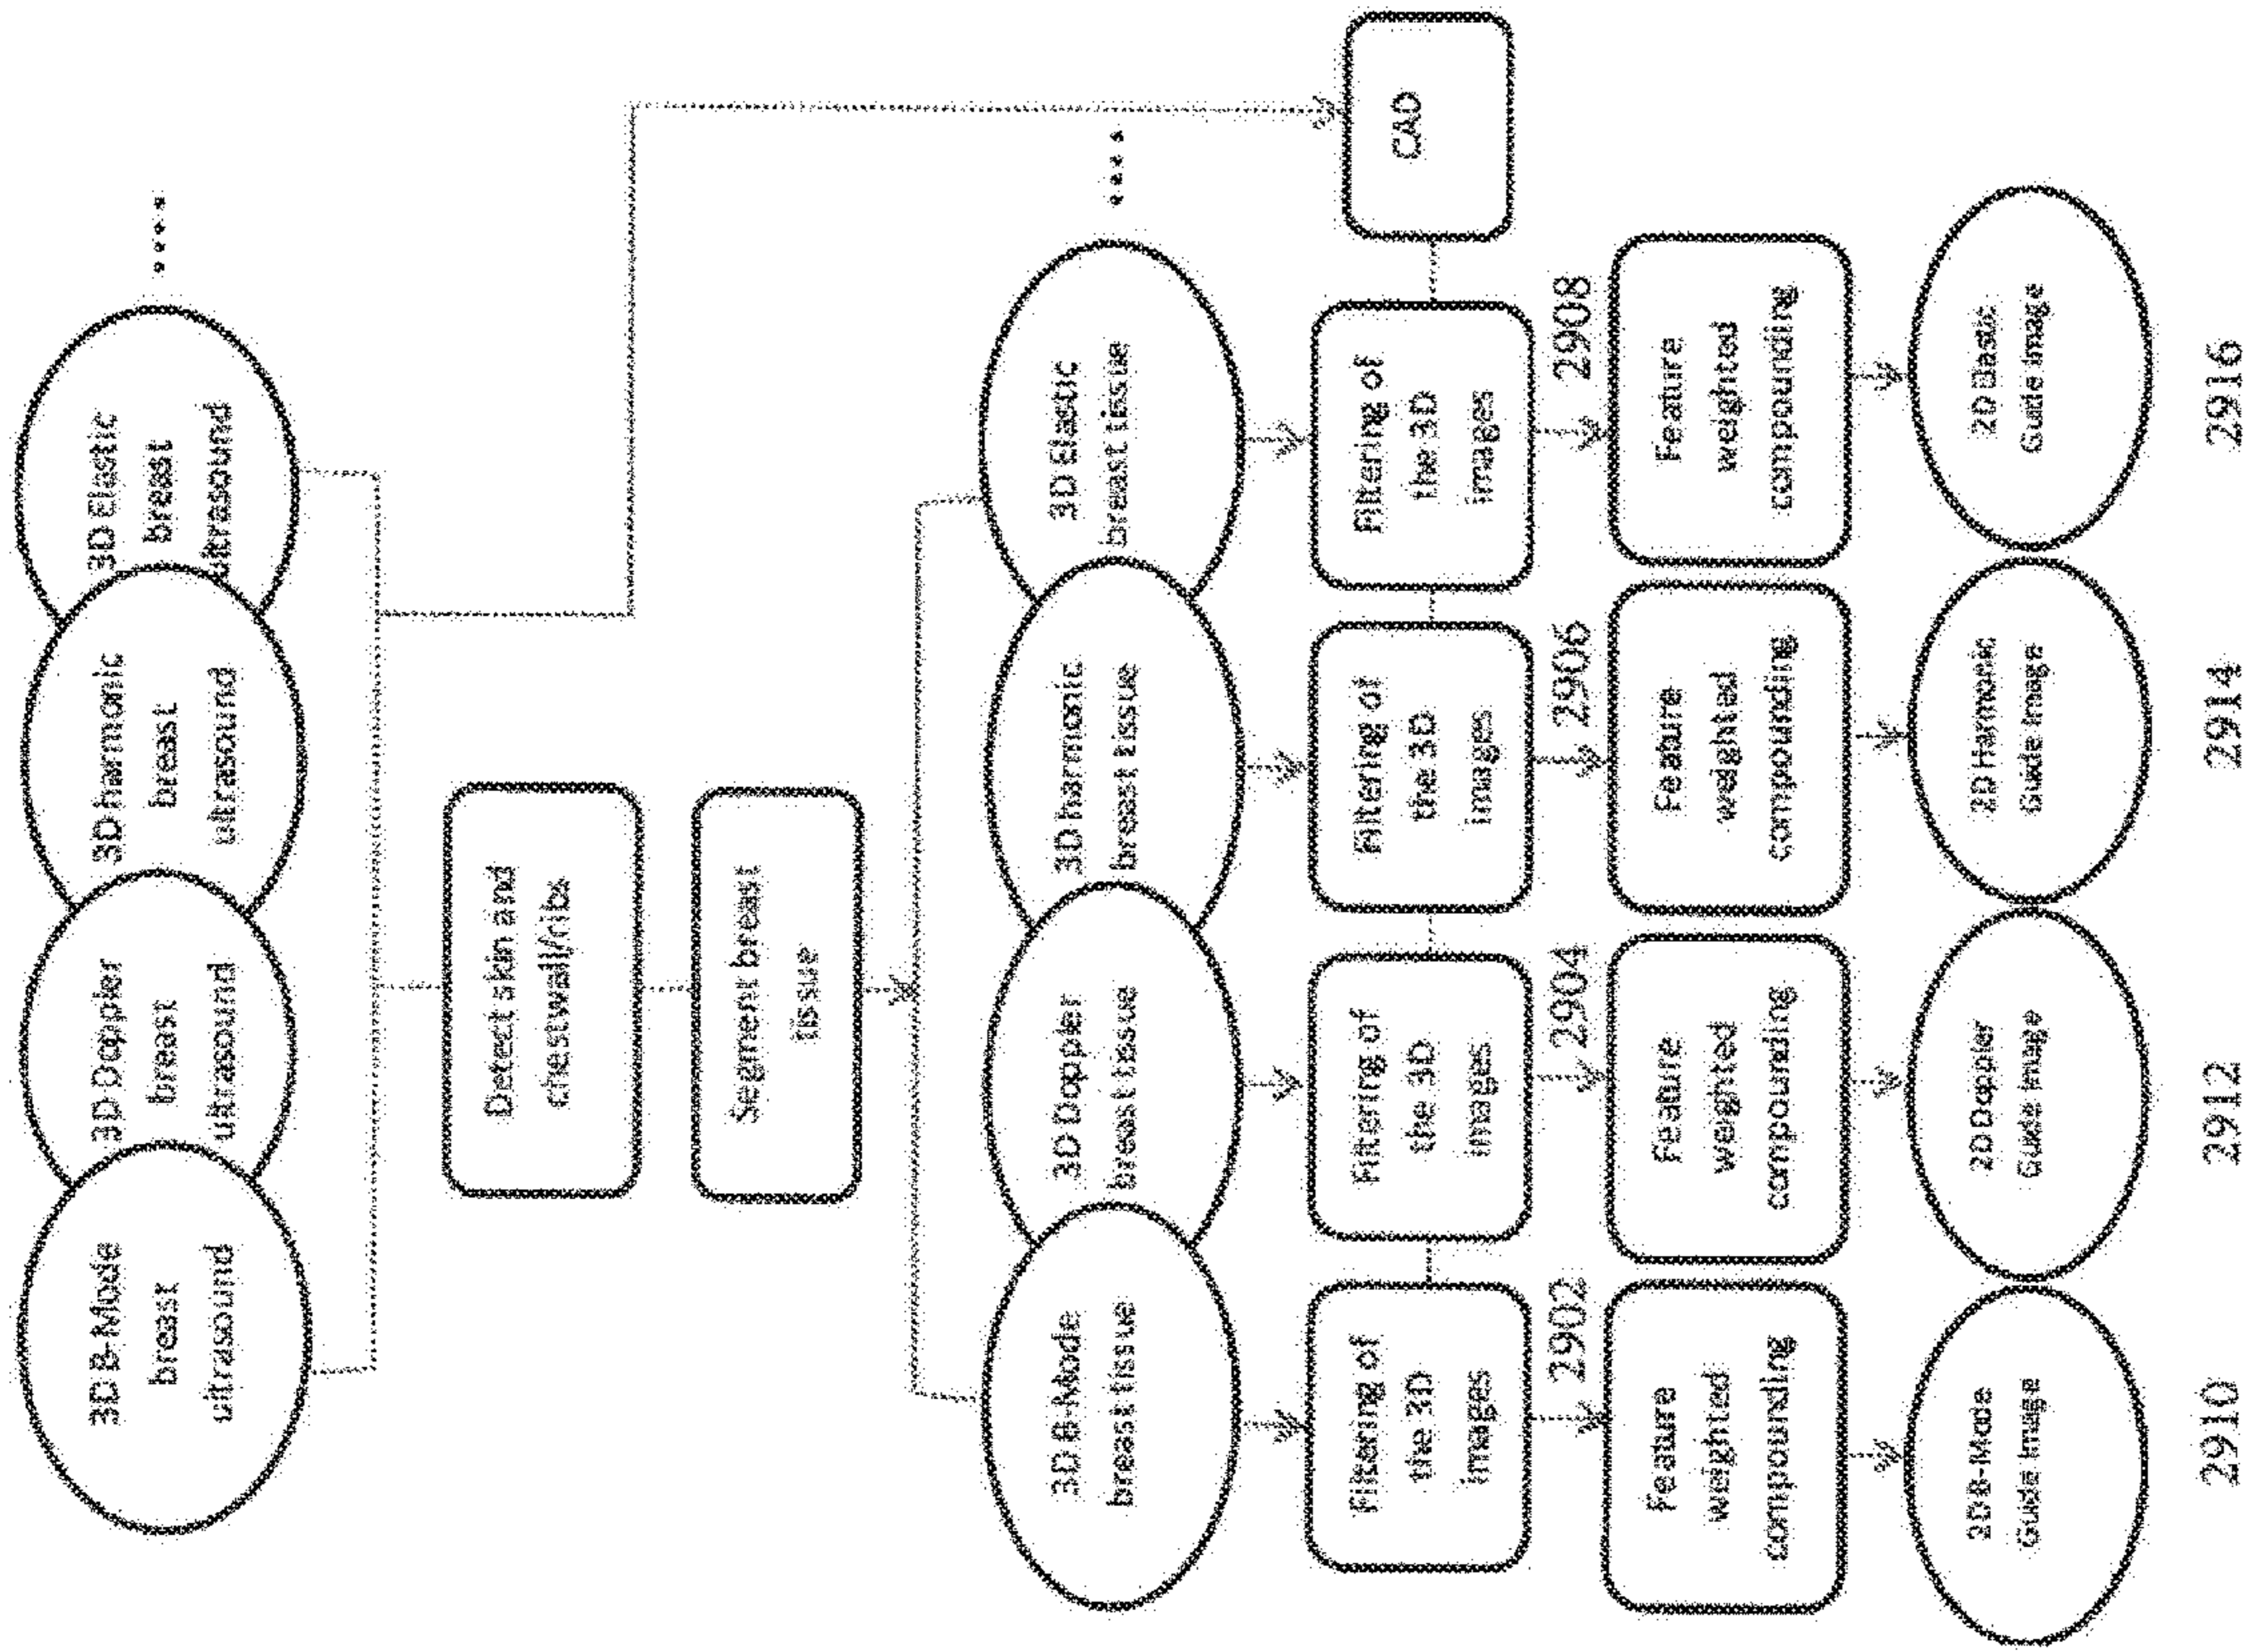 3D B-Mode
breast
ultrasound
3D Doppler
breast
ultrasound
3D harmonic
breast
ultrasound
3D Elastic
breast
ultrasound
....
Detect skin and
chestwall/ribs
Segment breast
tissue
3D B-Mode
breast tissue
3D Doppler
breast tissue
3D harmonic
breast tissue
3D Elastic
breast tissue
....
Filtering of
the 3D
images
Filtering of
the 3D
images
Filtering of
the 3D
images
Filtering of
the 3D
images
CAD
2902
2904
2906
2908
Feature
weighted
compounding
Feature
weighted
compounding
Feature
weighted
compounding
Feature
weighted
compounding
2D B-Mode
Guide Image
2D Doppler
Guide Image
2D Harmonic
Guide Image
2D Elastic
Guide Image
2910
2912
2914
2916